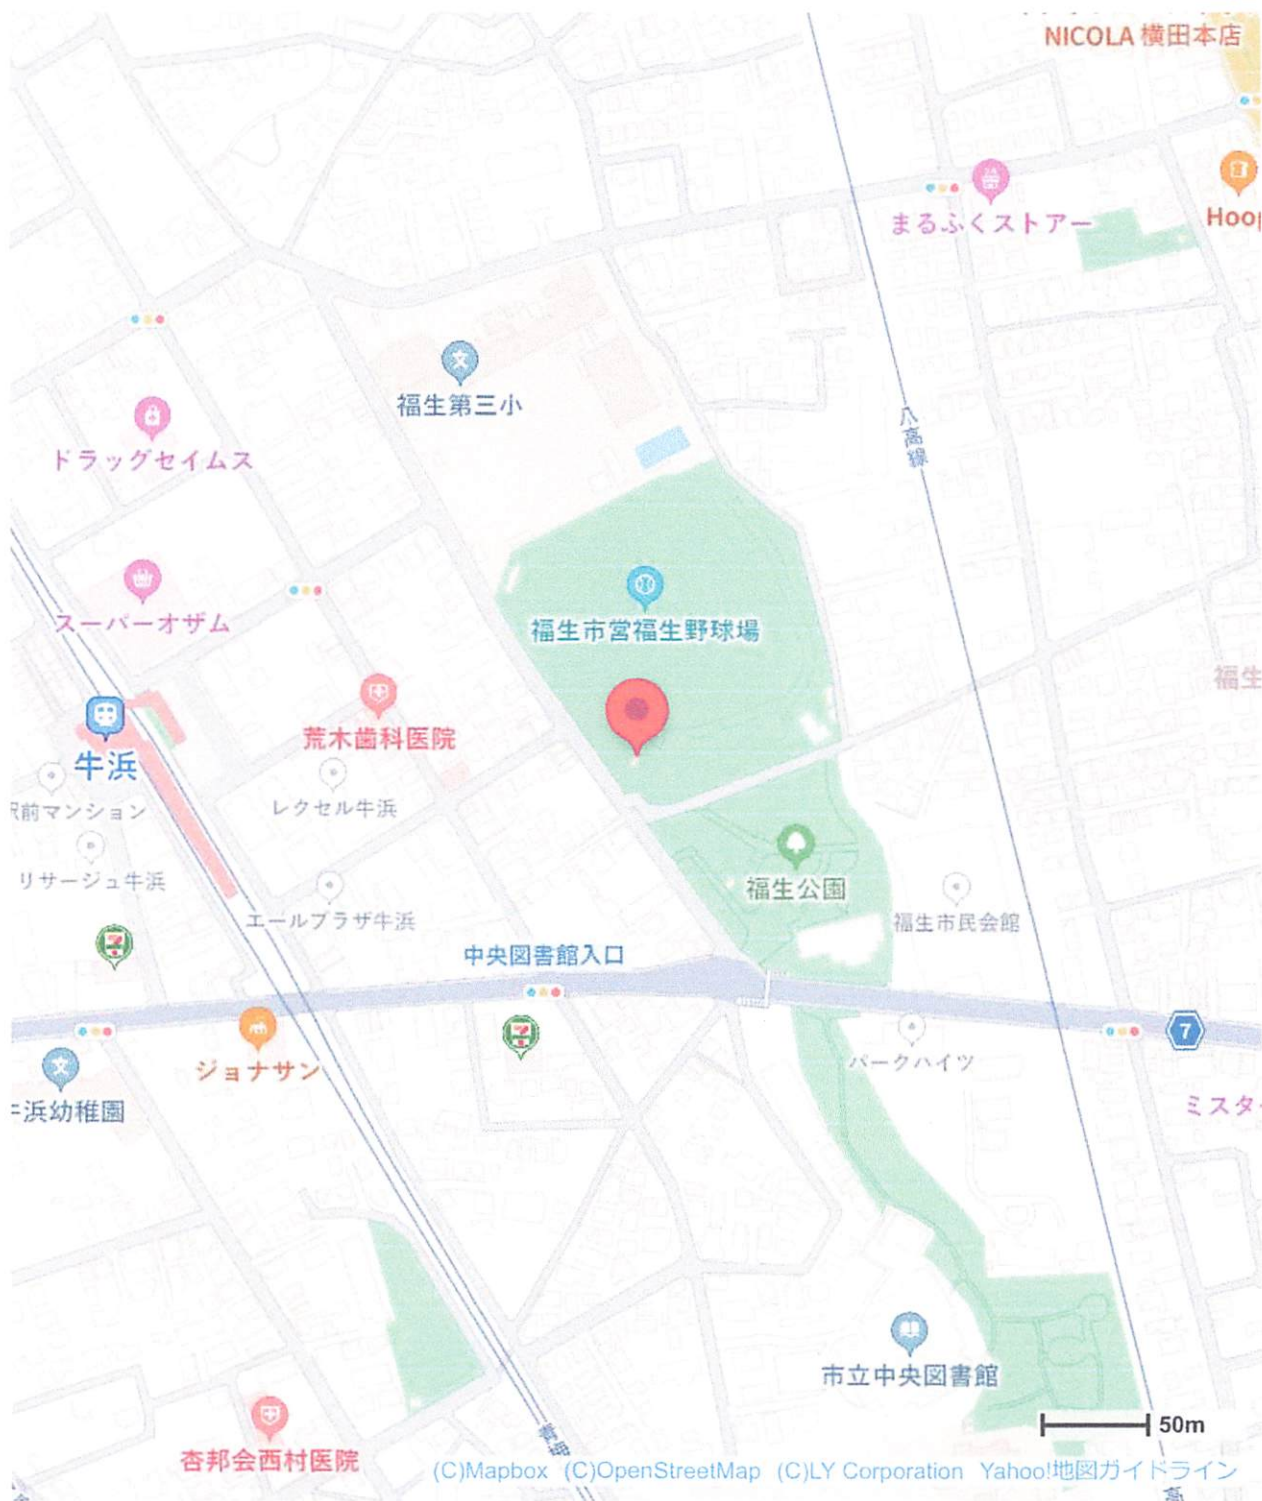 NICOLA 横田本店
まるふくストアー
Hoop
福生第三小
八高線
ドラッグセイムス
スーパーオザム
福生市営福生野球場
福生
荒木歯科医院
牛浜
駅前マンション
レクセル牛浜
リサージュ牛浜
福生公園
エールプラザ牛浜
福生市民会館
中央図書館入口
7
ジョナサン
パークハイツ
牛浜幼稚園
ミスタ
市立中央図書館
50m
青梅
杏邦会西村医院
(C)Mapbox (C)OpenStreetMap (C)LY Corporation Yahoo!地図ガイドライン
高